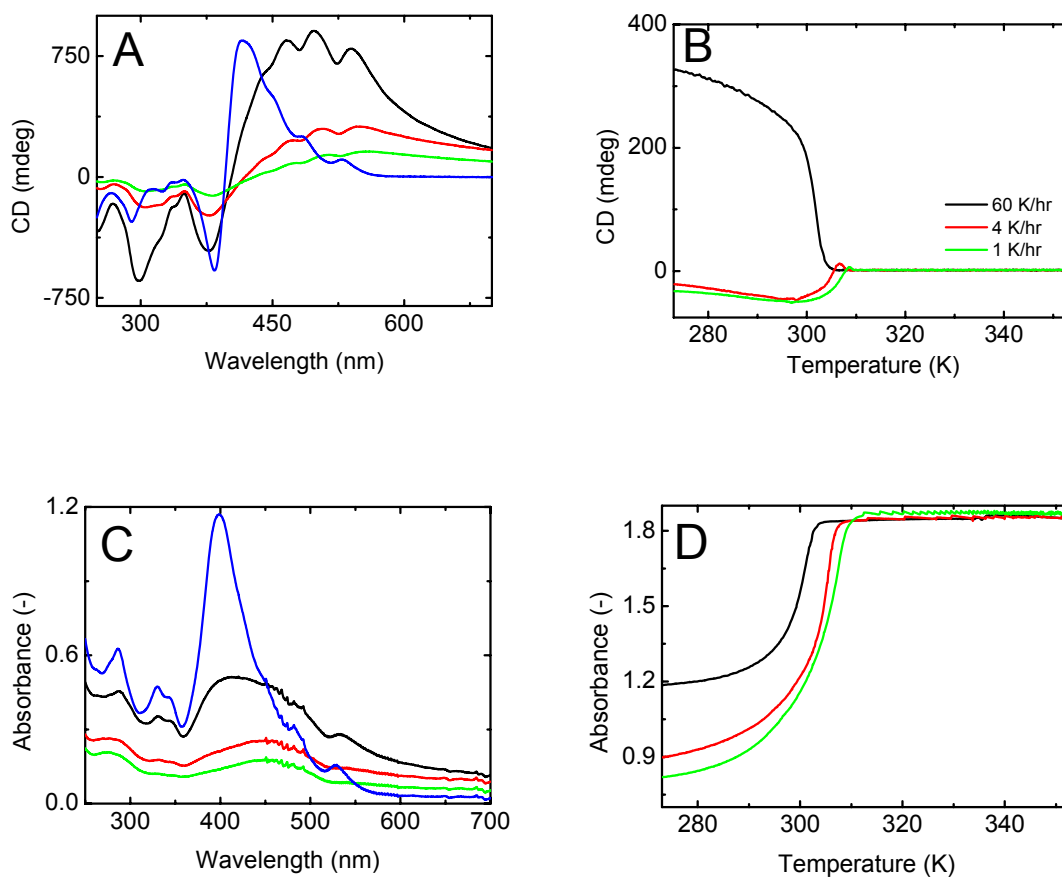 A
750
0
-750
CD (mdeg)
300 450 600
Wavelength (nm)
B
400
200
0
CD (mdeg)
60 K/hr
4 K/hr
1 K/hr
280 300 320 340
Temperature (K)
C
1.2
0.6
0.0
Absorbance (-)
300 400 500 600 700
Wavelength (nm)
D
1.8
1.5
1.2
0.9
Absorbance (-)
280 300 320 340
Temperature (K)